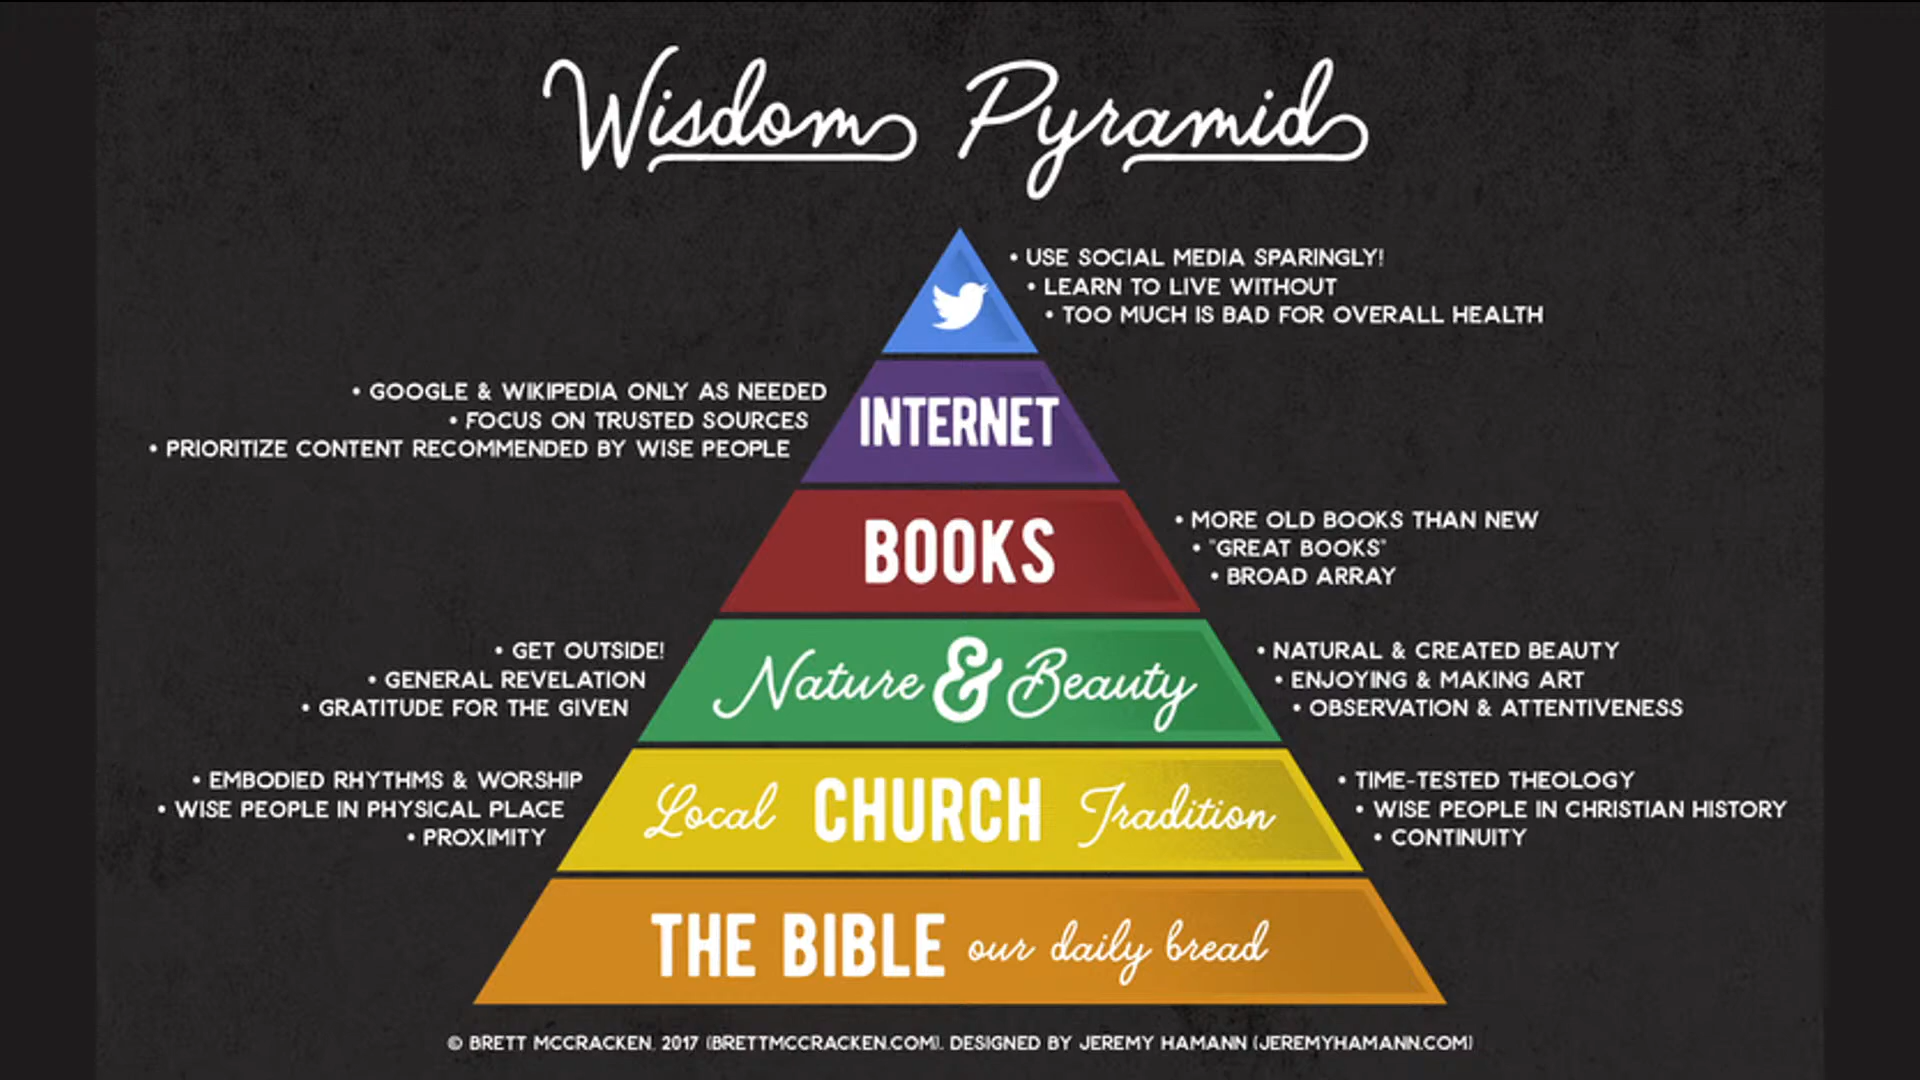 Wisdom Pyramid
• USE SOCIAL MEDIA SPARINGLY!
• LEARN TO LIVE WITHOUT
• TOO MUCH IS BAD FOR OVERALL HEALTH
• GOOGLE & WIKIPEDIA ONLY AS NEEDED
• FOCUS ON TRUSTED SOURCES
• PRIORITIZE CONTENT RECOMMENDED BY WISE PEOPLE
INTERNET
BOOKS
• MORE OLD BOOKS THAN NEW
• "GREAT BOOKS"
• BROAD ARRAY
• GET OUTSIDE!
• GENERAL REVELATION
• GRATITUDE FOR THE GIVEN
Nature & Beauty
• NATURAL & CREATED BEAUTY
• ENJOYING & MAKING ART
• OBSERVATION & ATTENTIVENESS
• EMBODIED RHYTHMS & WORSHIP
• WISE PEOPLE IN PHYSICAL PLACE
• PROXIMITY
Local CHURCH Tradition
• TIME-TESTED THEOLOGY
• WISE PEOPLE IN CHRISTIAN HISTORY
• CONTINUITY
THE BIBLE our daily bread
© BRETT MCCRACKEN, 2017 (BRETTMCCRACKEN.COM). DESIGNED BY JEREMY HAMANN (JEREMYHAMANN.COM)